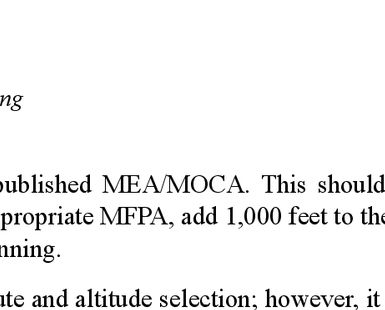 ng
published MEA/MOCA. This should
propriate MFPA, add 1,000 feet to the
nning.
ute and altitude selection; however, it